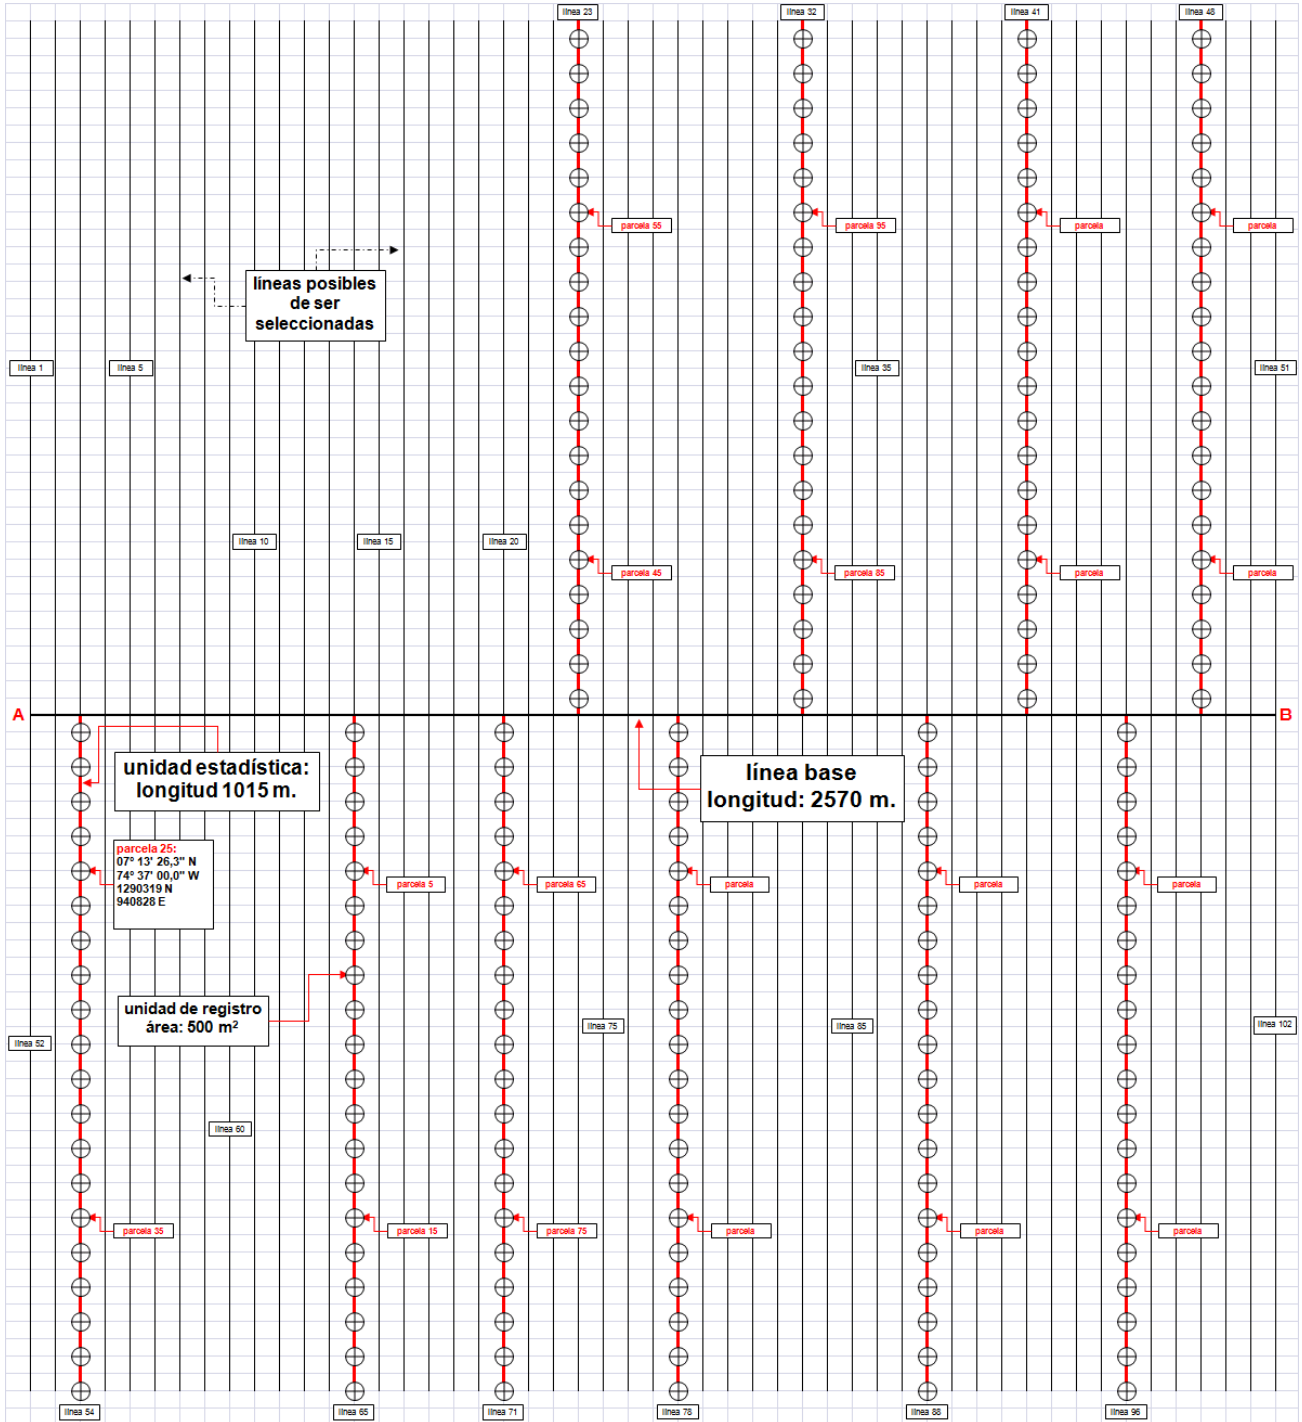 línea 23
línea 32
línea 41
línea 48
parcela 55
parcela 95
parcela
parcela
líneas posibles
de ser
seleccionadas
línea 1
línea 5
línea 35
línea 51
línea 10
línea 15
línea 20
parcela 45
parcela 85
parcela
parcela
A
B
unidad estadística:
longitud 1015 m.
línea base
longitud: 2570 m.
parcela 25:
07º 13' 26,3" N
74º 37' 00,0" W
1290319 N
940828 E
parcela 5
parcela 65
parcela
parcela
parcela
unidad de registro
área: 500 m²
línea 52
línea 75
línea 85
línea 102
línea 60
parcela 35
parcela 15
parcela 75
parcela
parcela
parcela
línea 54
línea 65
línea 71
línea 78
línea 88
línea 96